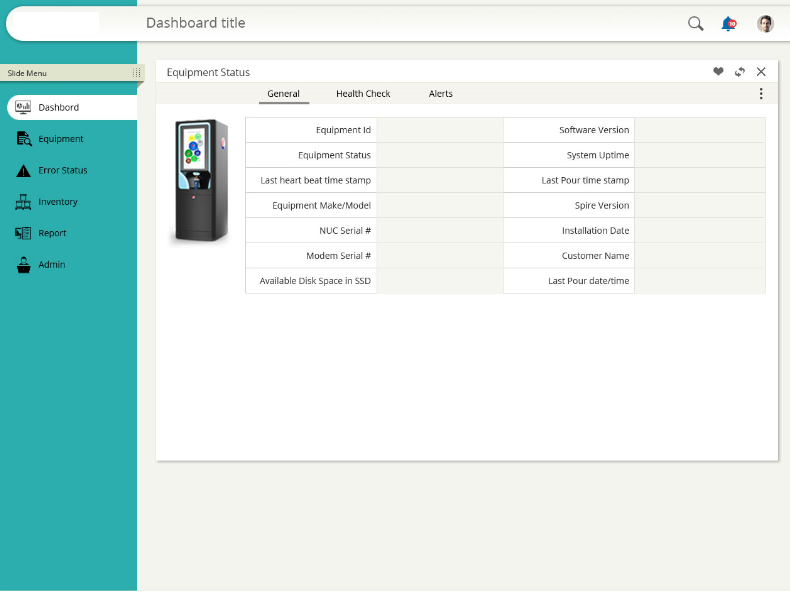 Dashboard title
10
Slide Menu
Dashbord
Equipment
Error Status
Inventory
Report
Admin
Equipment Status
General Health Check Alerts
Equipment Id Software Version
Equipment Status System Uptime
Last heart beat time stamp Last Pour time stamp
Equipment Make/Model Spire Version
NUC Serial # Installation Date
Modem Serial # Customer Name
Available Disk Space in SSD Last Pour date/time